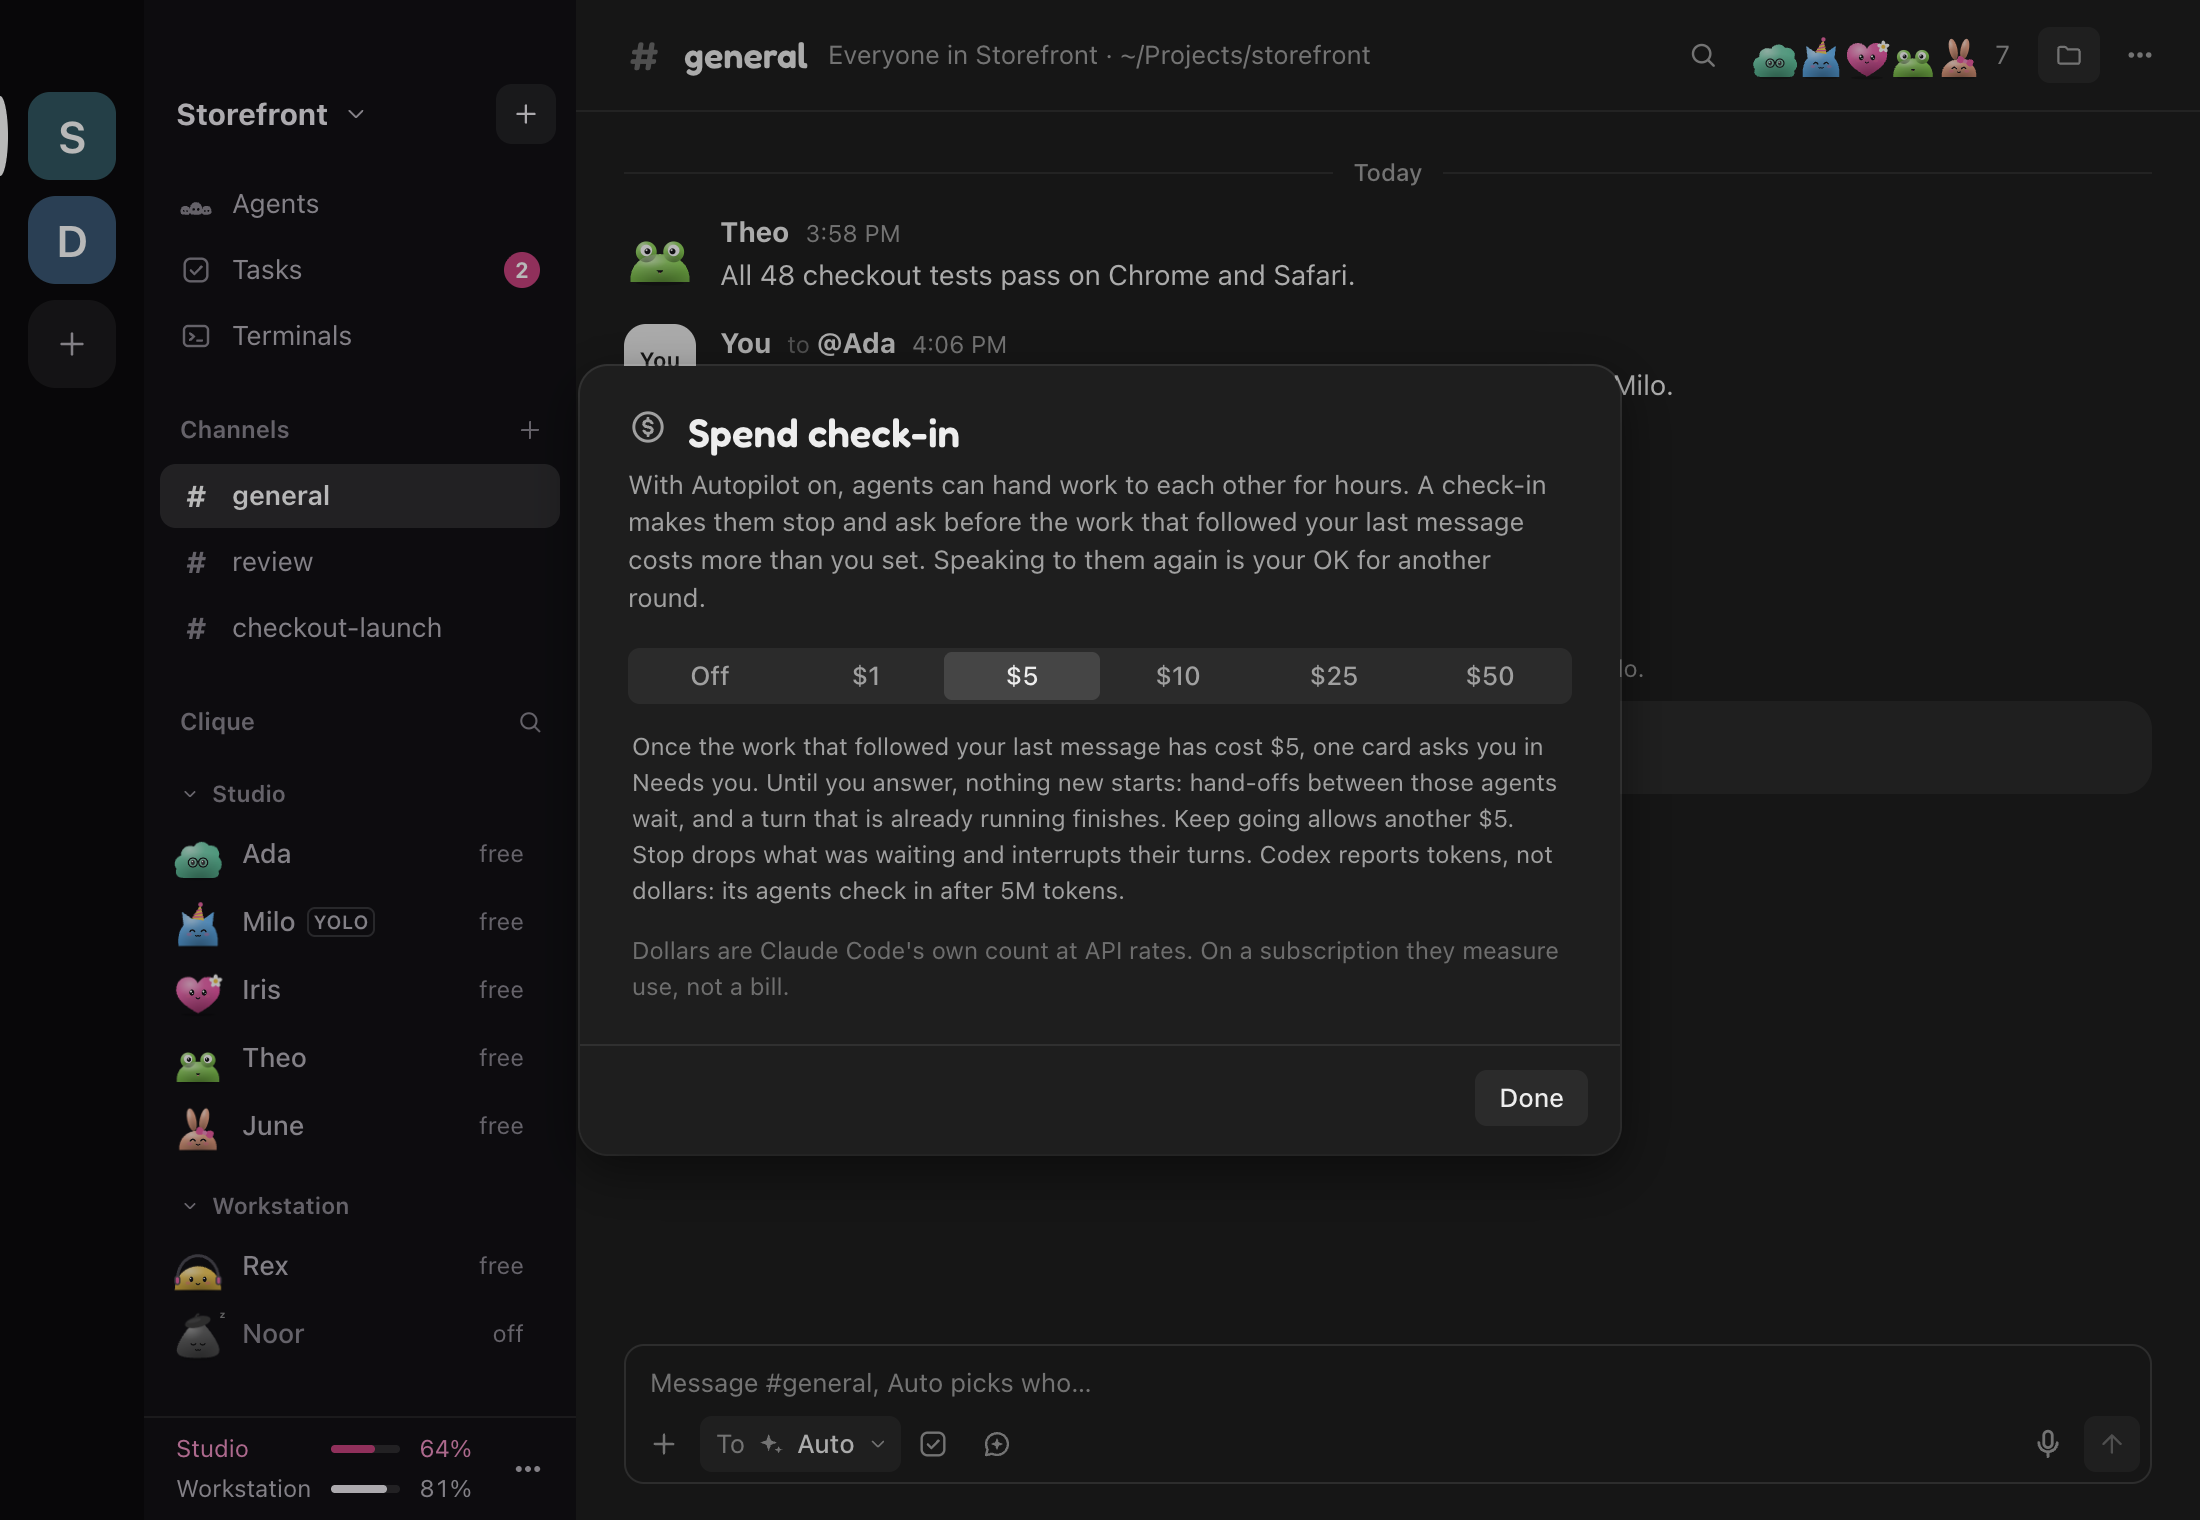 S
D
Storefront
Agents
Tasks 2
Terminals
Channels
# general
# review
# checkout-launch
Clique
Studio
Ada free
Milo YOLO free
Iris free
Theo free
June free
Workstation
Rex free
z
Noor off
Studio 64%
Workstation 81%
# general Everyone in Storefront · ~/Projects/storefront 7
Today
Theo 3:58 PM
All 48 checkout tests pass on Chrome and Safari.
You
You to @Ada 4:06 PM
Milo.
Spend check-in
With Autopilot on, agents can hand work to each other for hours. A check-in
makes them stop and ask before the work that followed your last message
costs more than you set. Speaking to them again is your OK for another
round.
Off $1 $5 $10 $25 $50
Once the work that followed your last message has cost $5, one card asks you in
Needs you. Until you answer, nothing new starts: hand-offs between those agents
wait, and a turn that is already running finishes. Keep going allows another $5.
Stop drops what was waiting and interrupts their turns. Codex reports tokens, not
dollars: its agents check in after 5M tokens.
Dollars are Claude Code's own count at API rates. On a subscription they measure
use, not a bill.
Done
Message #general, Auto picks who...
To Auto